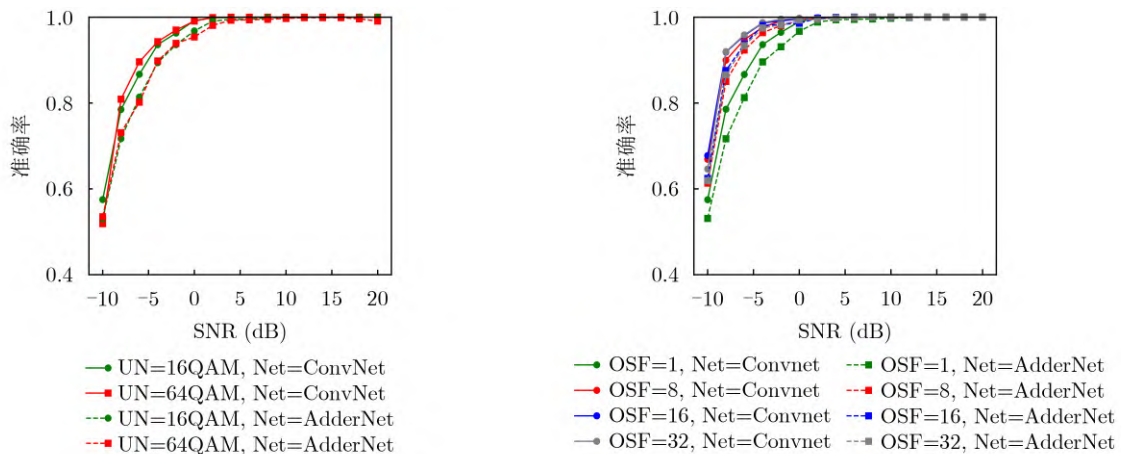 1.0
0.8
0.6
0.4
准确率
−10 −5 0 5 10 15 20
SNR (dB)
UN=16QAM, Net=ConvNet
UN=64QAM, Net=ConvNet
UN=16QAM, Net=AdderNet
UN=64QAM, Net=AdderNet
1.0
0.8
0.6
0.4
准确率
−10 −5 0 5 10 15 20
SNR (dB)
OSF=1, Net=Convnet
OSF=8, Net=Convnet
OSF=16, Net=Convnet
OSF=32, Net=Convnet
OSF=1, Net=AdderNet
OSF=8, Net=AdderNet
OSF=16, Net=AdderNet
OSF=32, Net=AdderNet